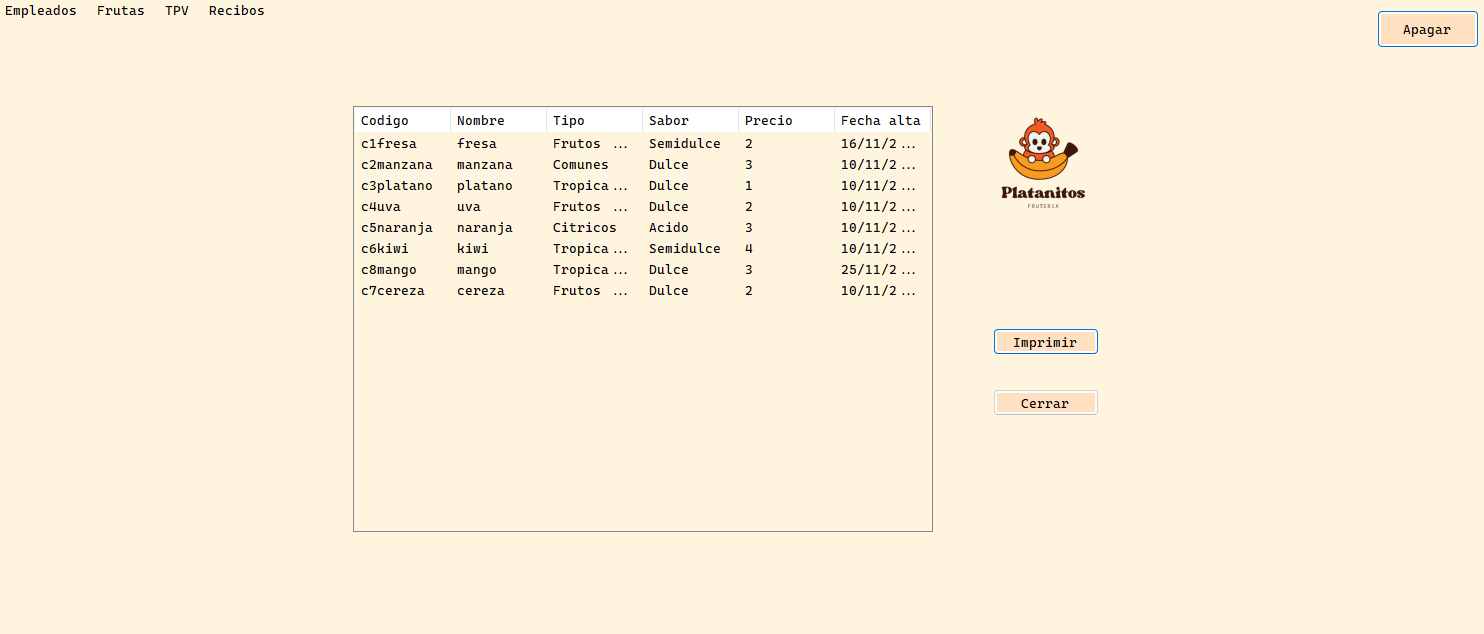 Empleados Frutas TPV Recibos
Apagar
Codigo Nombre Tipo Sabor Precio Fecha alta
c1fresa fresa Frutos ... Semidulce 2 16/11/2...
c2manzana manzana Comunes Dulce 3 10/11/2...
c3platano platano Tropica... Dulce 1 10/11/2...
c4uva uva Frutos ... Dulce 2 10/11/2...
c5naranja naranja Citricos Acido 3 10/11/2...
c6kiwi kiwi Tropica... Semidulce 4 10/11/2...
c8mango mango Tropica... Dulce 3 25/11/2...
c7cereza cereza Frutos ... Dulce 2 10/11/2...
Platanitos
FRUTERIA
Imprimir
Cerrar